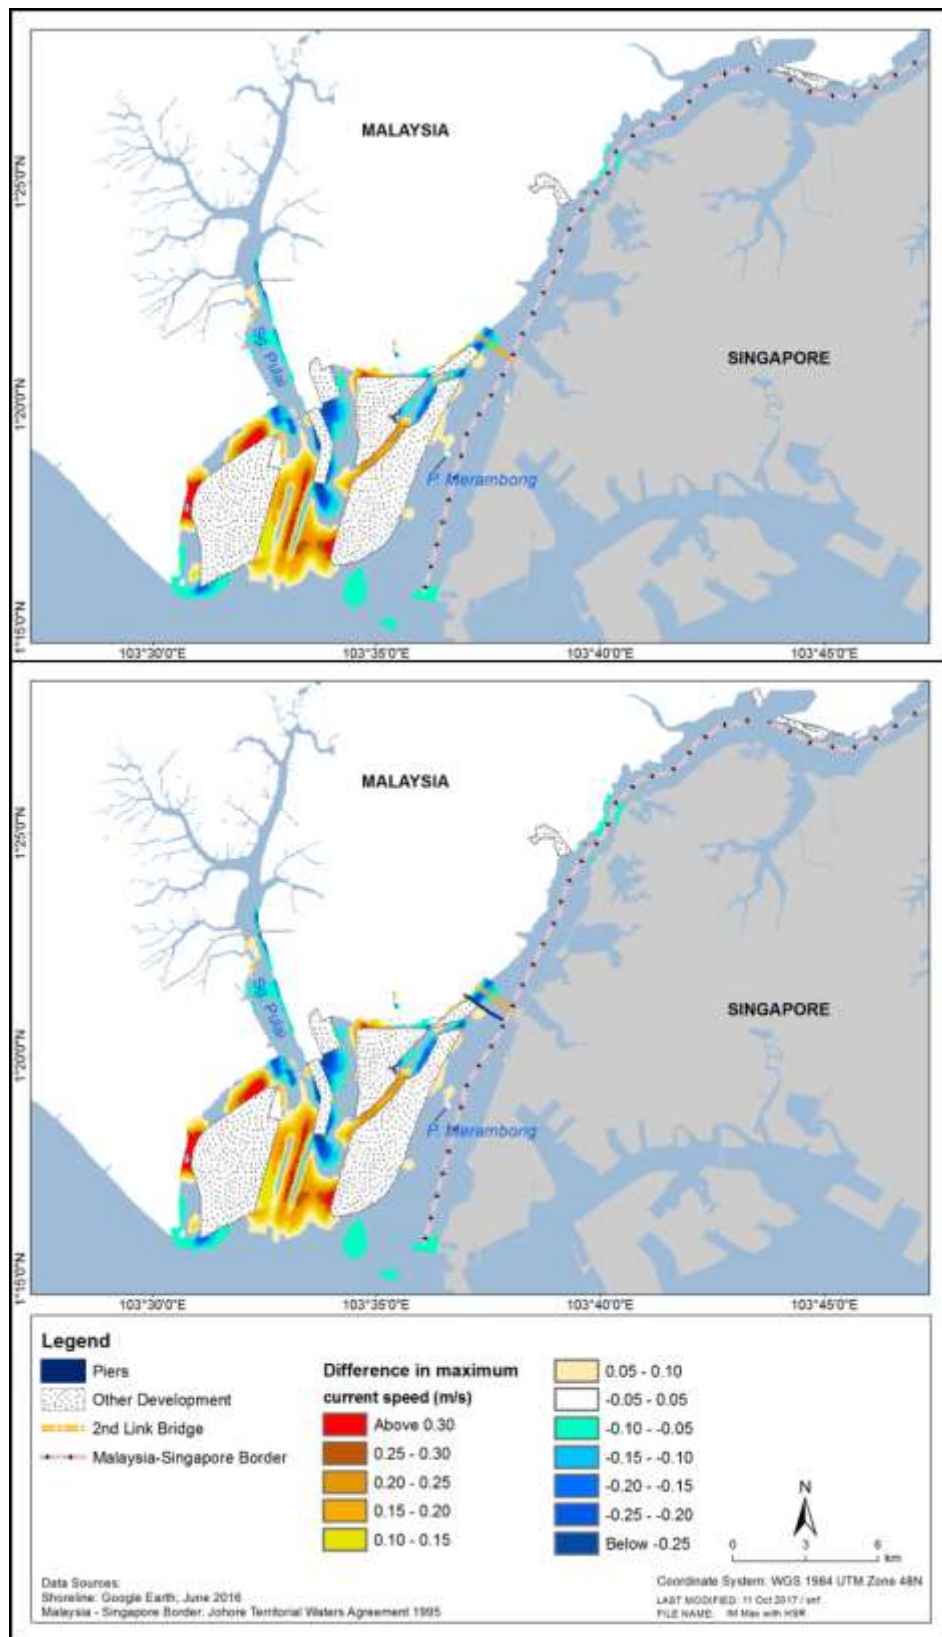 MALAYSIA
SINGAPORE
Sg. Pulai
P. Merambong
1°25'0"N
1°20'0"N
1°15'0"N
103°30'0"E
103°35'0"E
103°40'0"E
103°45'0"E
MALAYSIA
SINGAPORE
Sg. Pulai
P. Merambong
1°25'0"N
1°20'0"N
1°15'0"N
103°30'0"E
103°35'0"E
103°40'0"E
103°45'0"E
Legend
Piers
Other Development
2nd Link Bridge
Malaysia-Singapore Border
Difference in maximum
current speed (m/s)
Above 0.30
0.25 - 0.30
0.20 - 0.25
0.15 - 0.20
0.10 - 0.15
0.05 - 0.10
-0.05 - 0.05
-0.10 - -0.05
-0.15 - -0.10
-0.20 - -0.15
-0.25 - -0.20
Below -0.25
N
0 3 6
km
Data Sources:
Shoreline: Google Earth; June 2016
Malaysia - Singapore Border: Johore Territorial Waters Agreement 1995
Coordinate System: WGS 1984 UTM Zone 48N
LAST MODIFIED: 11 Oct 2017 /
FILE NAME: IM Max with HSR